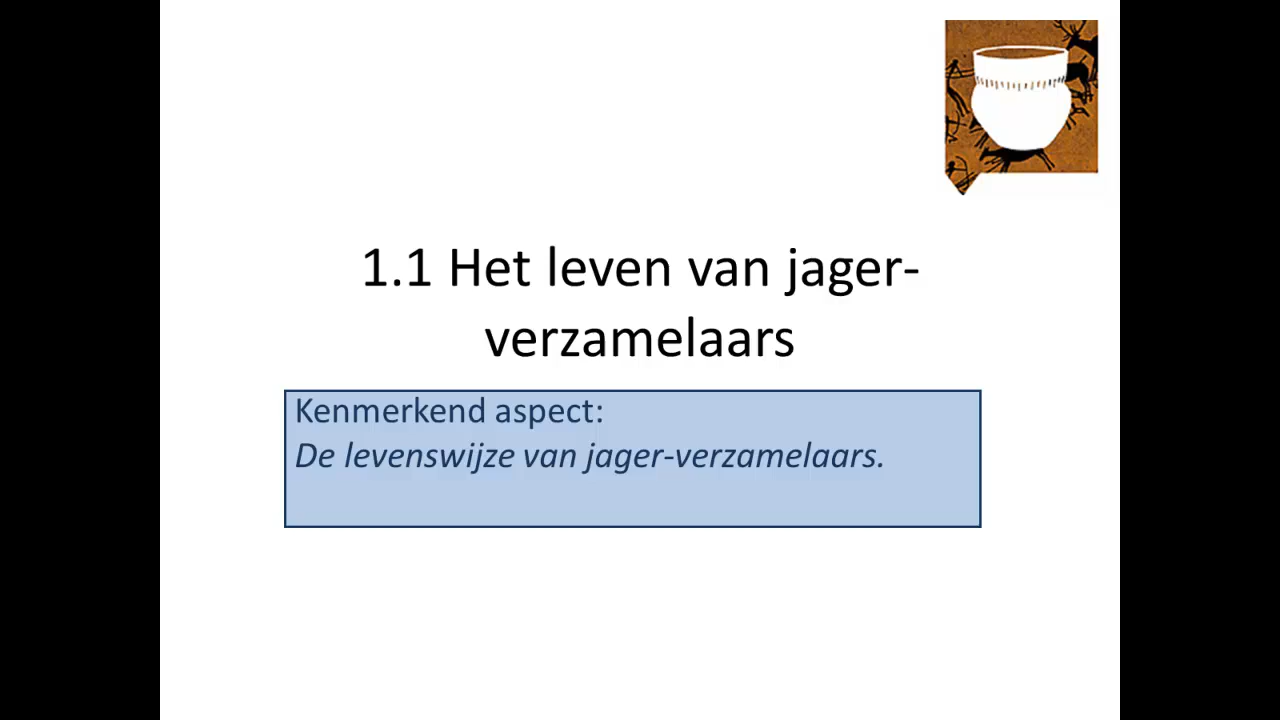 1.1 Het leven van jager-
verzamelaars
Kenmerkend aspect:
De levenswijze van jager-verzamelaars.